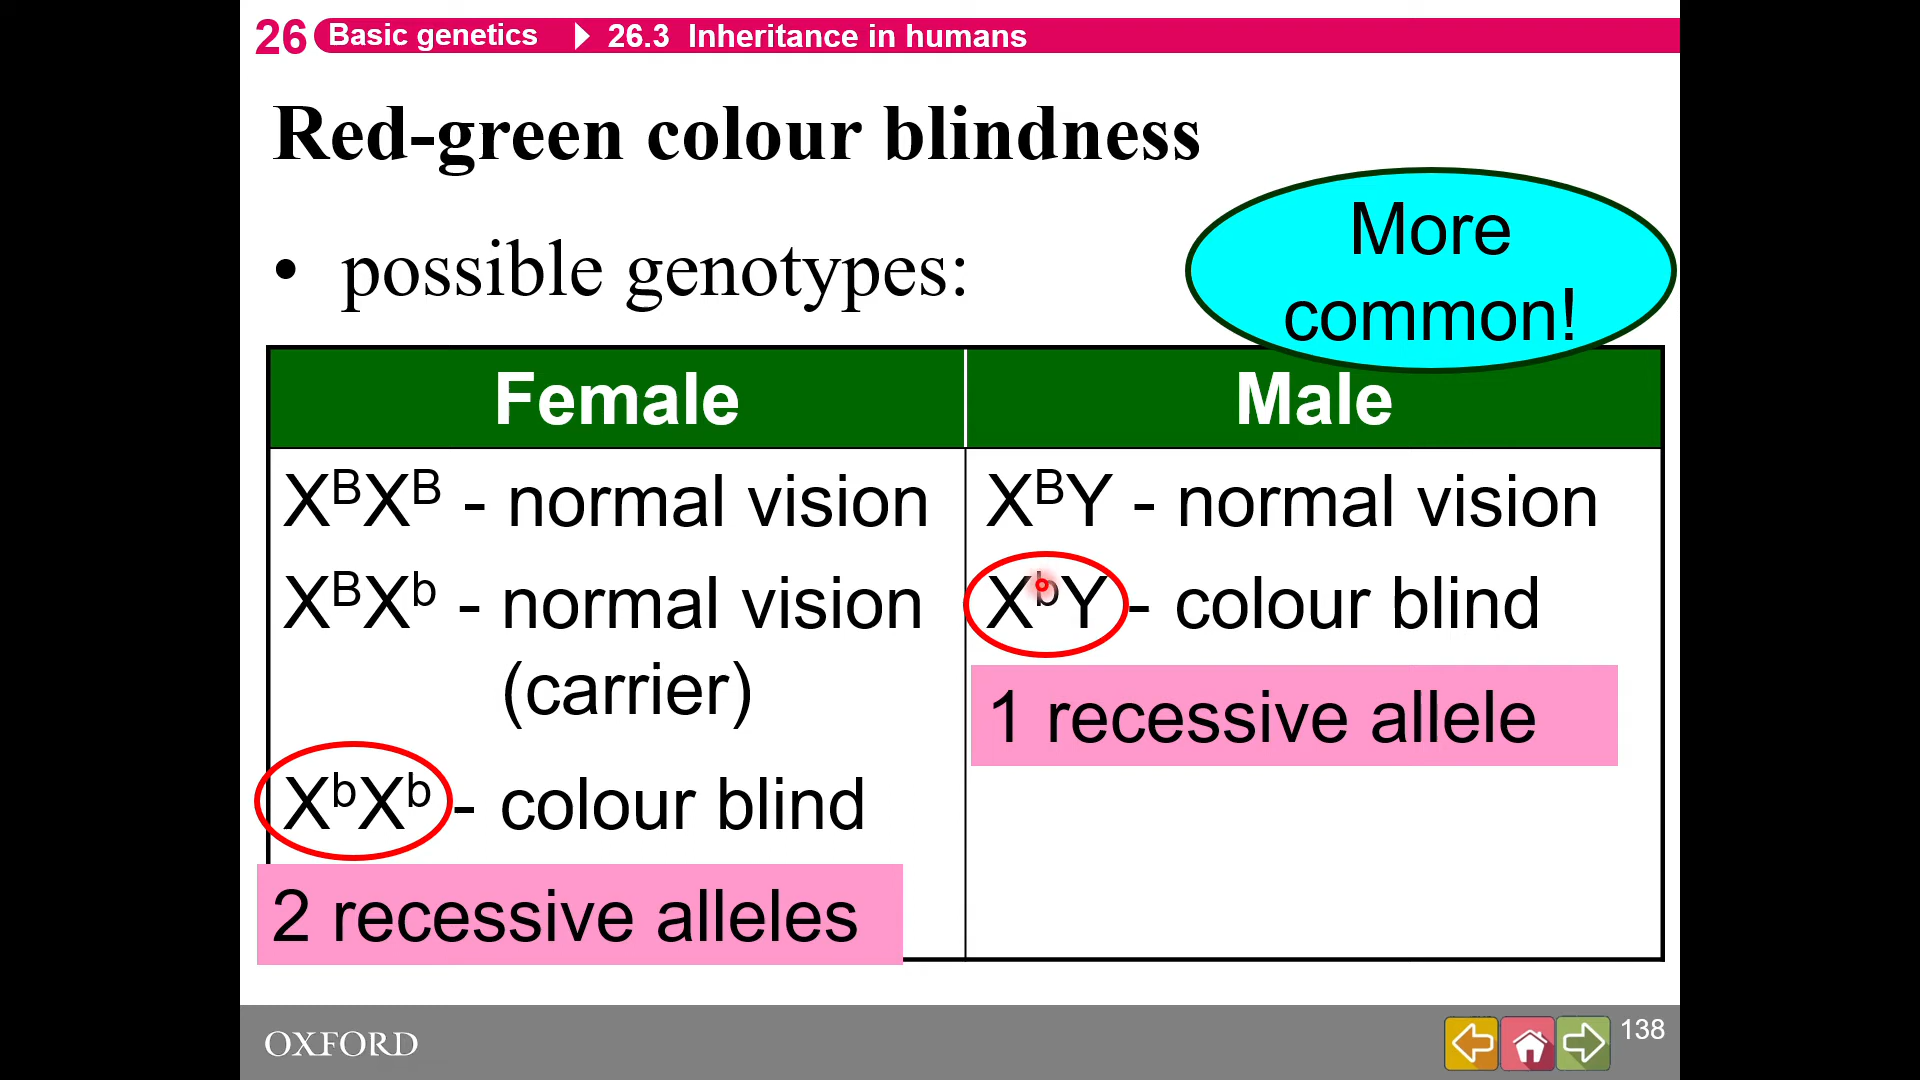 26 Basic genetics 26.3 Inheritance in humans
Red-green colour blindness
• possible genotypes:
More
common!
Female
Male
XᴮXᴮ - normal vision
XᴮXᵇ - normal vision
(carrier)
XᵇXᵇ - colour blind
2 recessive alleles
XᴮY - normal vision
XᵇY - colour blind
1 recessive allele
OXFORD
138